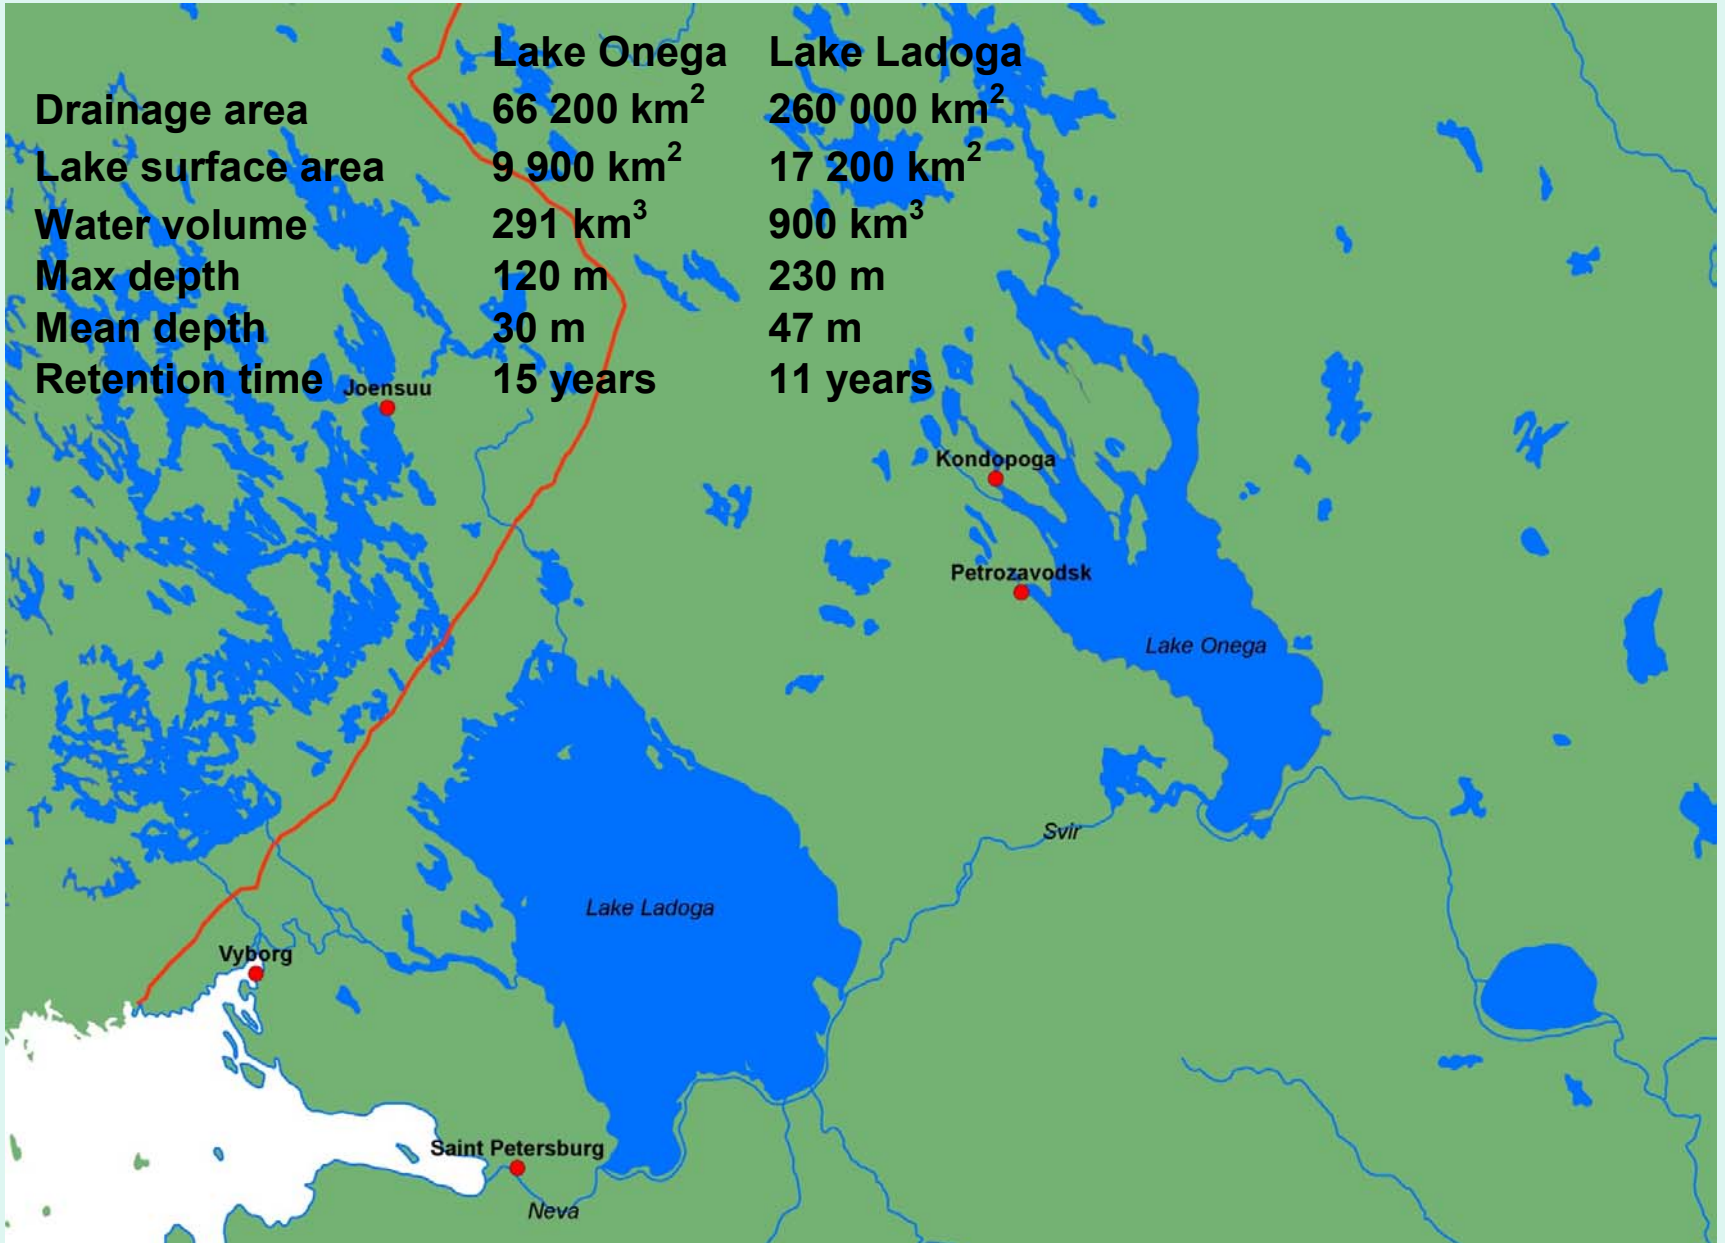 Lake Onega Lake Ladoga
Drainage area 66 200 km² 260 000 km²
Lake surface area 9 900 km² 17 200 km²
Water volume 291 km³ 900 km³
Max depth 120 m 230 m
Mean depth 30 m 47 m
Retention time 15 years 11 years
Joensuu
Kondopoga
Petrozavodsk
Lake Onega
Svir
Lake Ladoga
Vyborg
Saint Petersburg
Neva